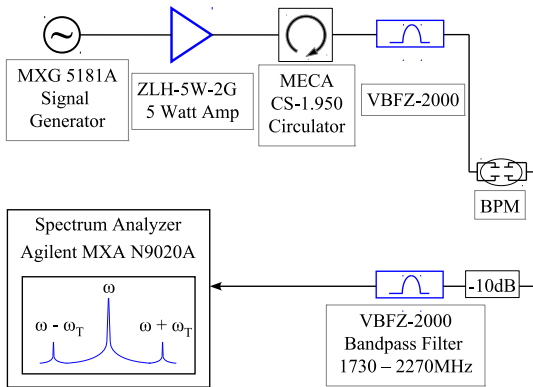 MXG 5181A
Signal
Generator
ZLH-5W-2G
5 Watt Amp
MECA
CS-1.950
Circulator
VBFZ-2000
BPM
Spectrum Analyzer
Agilent MXA N9020A
ω
ω - ω_T
ω + ω_T
-10dB
VBFZ-2000
Bandpass Filter
1730 – 2270MHz